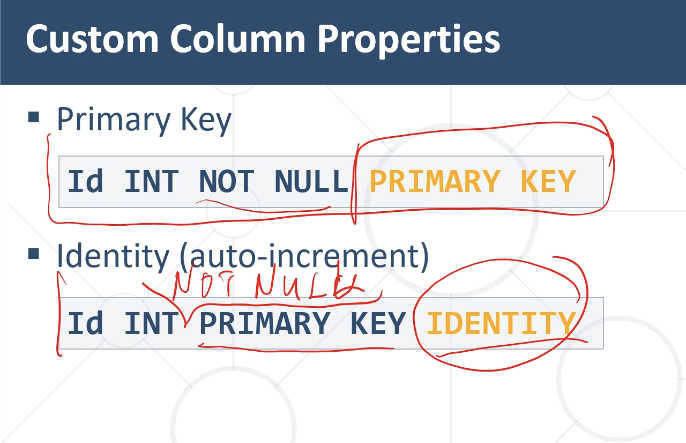 Custom Column Properties
Primary Key
Id INT NOT NULL PRIMARY KEY
Identity (auto-increment)
NOT NULL
Id INT PRIMARY KEY IDENTITY